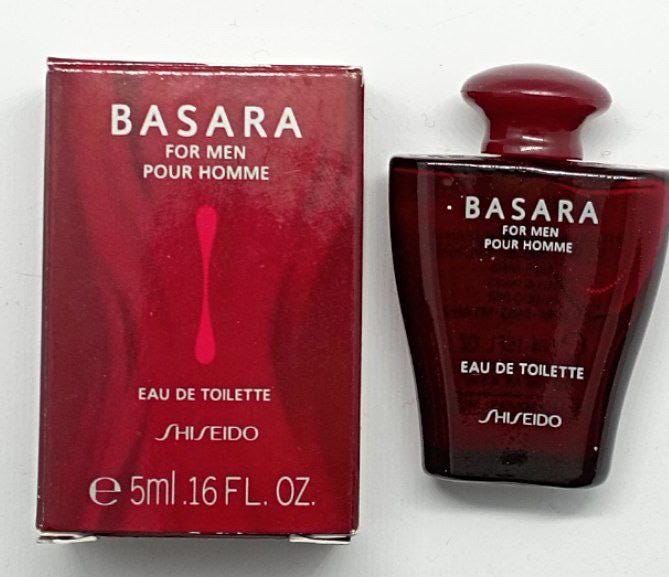 BASARA
FOR MEN
POUR HOMME
EAU DE TOILETTE
SHISEIDO
e 5ml .16 FL. OZ.
BASARA
FOR MEN
POUR HOMME
EAU DE TOILETTE
SHISEIDO